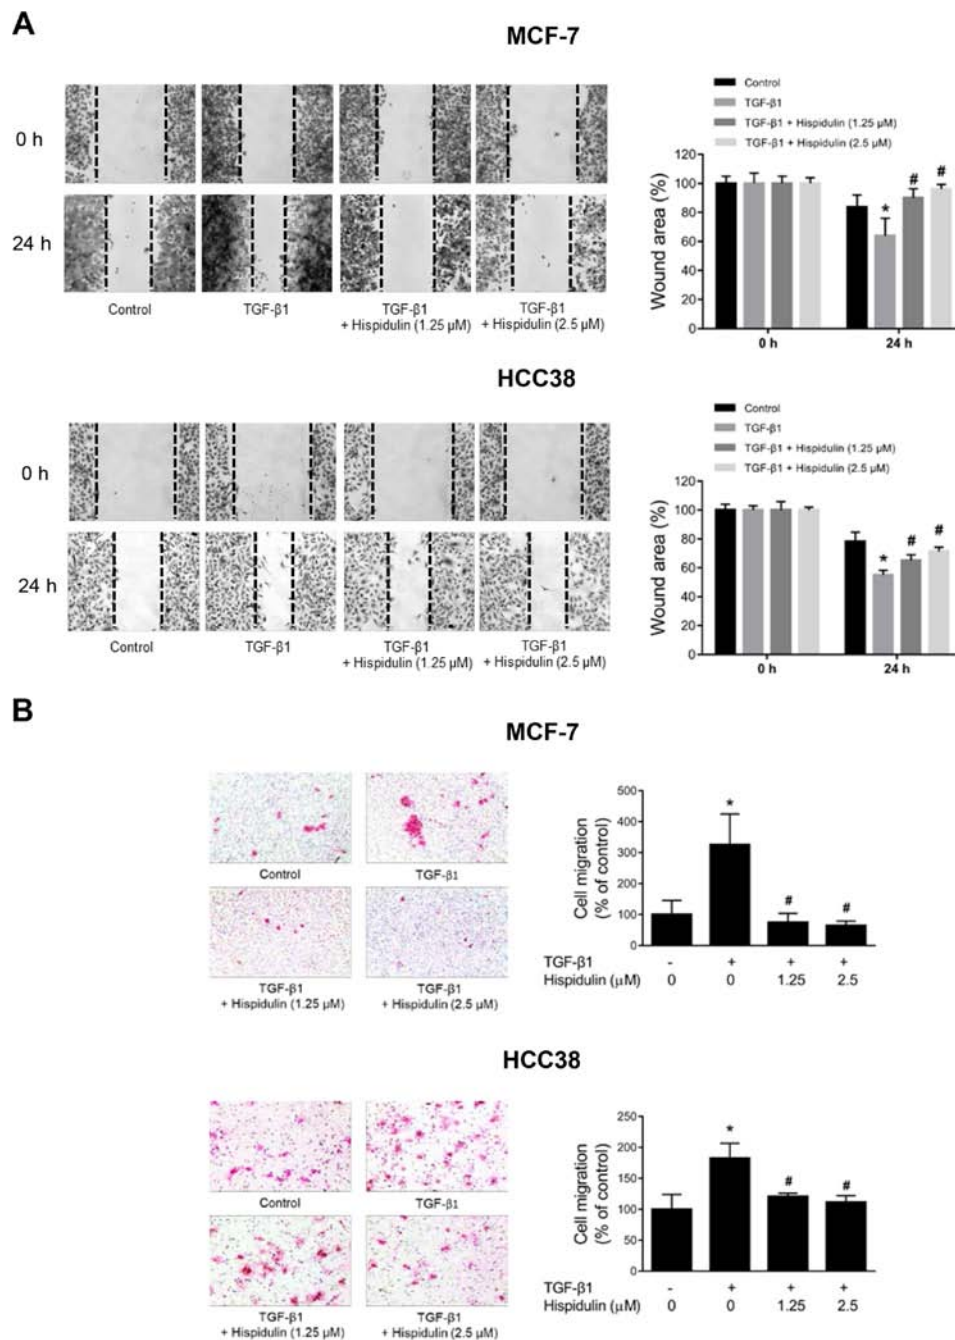 A
MCF-7
0 h
24 h
Control
TGF-β1
TGF-β1
+ Hispidulin (1.25 µM)
TGF-β1
+ Hispidulin (2.5 µM)
Control
TGF-β1
TGF-β1 + Hispidulin (1.25 µM)
TGF-β1 + Hispidulin (2.5 µM)
Wound area (%)
120
100
80
60
40
20
0
*
#
#
0 h
24 h
HCC38
0 h
24 h
Control
TGF-β1
TGF-β1
+ Hispidulin (1.25 µM)
TGF-β1
+ Hispidulin (2.5 µM)
Control
TGF-β1
TGF-β1 + Hispidulin (1.25 µM)
TGF-β1 + Hispidulin (2.5 µM)
Wound area (%)
120
100
80
60
40
20
0
*
#
#
0 h
24 h
B
MCF-7
Control
TGF-β1
TGF-β1
+ Hispidulin (1.25 µM)
TGF-β1
+ Hispidulin (2.5 µM)
Cell migration
(% of control)
500
400
300
200
100
0
*
#
#
TGF-β1 - + + +
Hispidulin (µM) 0 0 1.25 2.5
HCC38
Control
TGF-β1
TGF-β1
+ Hispidulin (1.25 µM)
TGF-β1
+ Hispidulin (2.5 µM)
Cell migration
(% of control)
250
200
150
100
50
0
*
#
#
TGF-β1 - + + +
Hispidulin (µM) 0 0 1.25 2.5